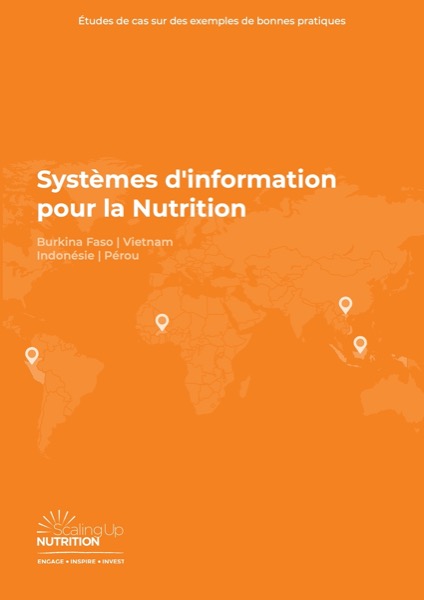 Études de cas sur des exemples de bonnes pratiques
Systèmes d'information
pour la Nutrition
Burkina Faso | Vietnam
Indonésie | Pérou
Scaling Up
NUTRITION
ENGAGE • INSPIRE • INVEST